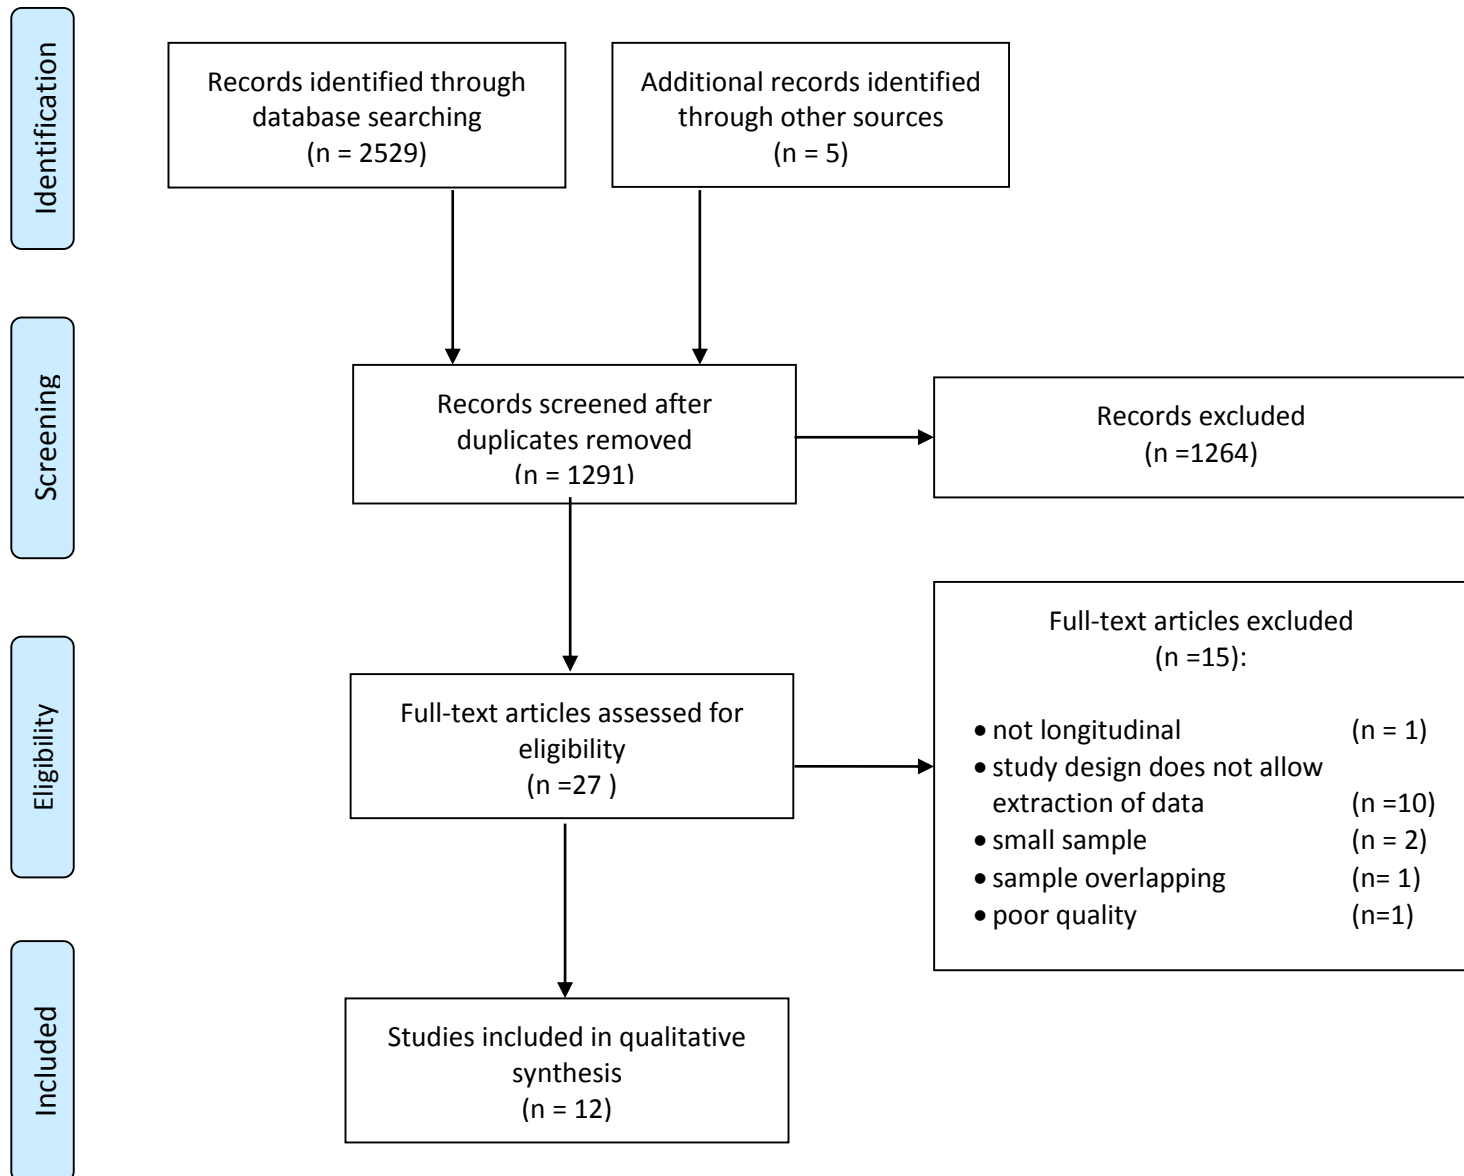 Identification
Records identified through
database searching
(n = 2529)
Additional records identified
through other sources
(n = 5)
Screening
Records screened after
duplicates removed
(n = 1291)
Records excluded
(n =1264)
Eligibility
Full-text articles assessed for
eligibility
(n =27 )
Full-text articles excluded
(n =15):
• not longitudinal (n = 1)
• study design does not allow
extraction of data (n =10)
• small sample (n = 2)
• sample overlapping (n= 1)
• poor quality (n=1)
Included
Studies included in qualitative
synthesis
(n = 12)